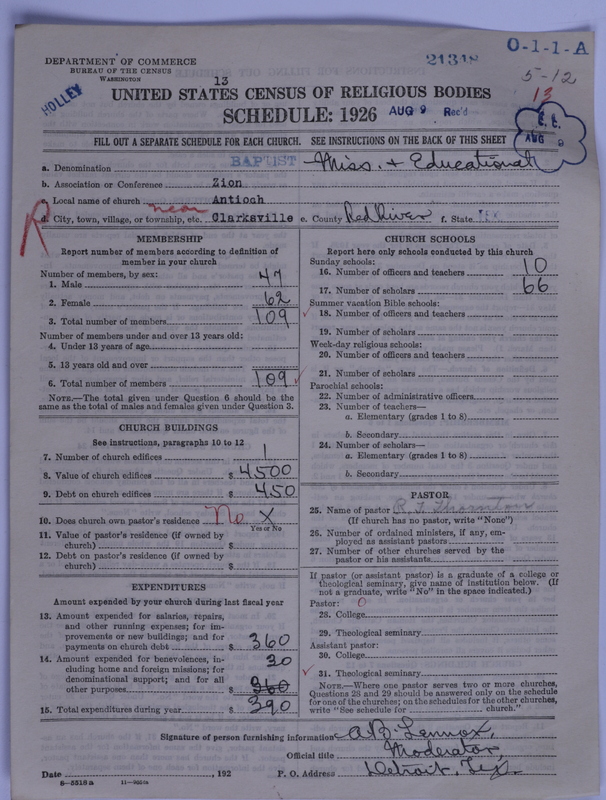 DEPARTMENT OF COMMERCE
BUREAU OF THE CENSUS
WASHINGTON
13
21318
O-1-1-A
5-12
13
HOLLEY
UNITED STATES CENSUS OF RELIGIOUS BODIES
SCHEDULE: 1926
AUG 9 Rec'd
AUG 9
FILL OUT A SEPARATE SCHEDULE FOR EACH CHURCH. SEE INSTRUCTIONS ON THE BACK OF THIS SHEET
a. Denomination BAPTIST Miss. + Educational
b. Association or Conference Zion
c. Local name of church Antioch
near
R
d. City, town, village, or township, etc. Clarksville e. County Red River f. State TEX
MEMBERSHIP
Report number of members according to definition of member in your church
Number of members, by sex:
1. Male 47
2. Female 62
3. Total number of members 109
Number of members under and over 13 years old:
4. Under 13 years of age
5. 13 years old and over
6. Total number of members 109
NOTE.—The total given under Question 6 should be the same as the total of males and females given under Question 3.
CHURCH BUILDINGS
See instructions, paragraphs 10 to 12
7. Number of church edifices 1
8. Value of church edifices $ 4500
9. Debt on church edifices $ 450
10. Does church own pastor's residence No X
Yes or No
11. Value of pastor's residence (if owned by church) $
12. Debt on pastor's residence (if owned by church) $
EXPENDITURES
Amount expended by your church during last fiscal year
13. Amount expended for salaries, repairs, and other running expenses; for improvements or new buildings; and for payments on church debt $ 360
14. Amount expended for benevolences, including home and foreign missions; for denominational support; and for all other purposes $ 30 360
15. Total expenditures during year $ 390
CHURCH SCHOOLS
Report here only schools conducted by this church
Sunday schools:
16. Number of officers and teachers 10
17. Number of scholars 66
Summer vacation Bible schools:
18. Number of officers and teachers
19. Number of scholars
Week-day religious schools:
20. Number of officers and teachers
21. Number of scholars
Parochial schools:
22. Number of administrative officers
23. Number of teachers—
a. Elementary (grades 1 to 8)
b. Secondary
24. Number of scholars—
a. Elementary (grades 1 to 8)
b. Secondary
PASTOR
25. Name of pastor R. T. Thornton
(If church has no pastor, write "None")
26. Number of ordained ministers, if any, employed as assistant pastors
27. Number of other churches served by the pastor or his assistants
If pastor (or assistant pastor) is a graduate of a college or theological seminary, give name of institution below. (If not a graduate, write "No" in the space indicated.)
Pastor: 0
28. College
29. Theological seminary
Assistant pastor:
30. College
31. Theological seminary
NOTE.—Where one pastor serves two or more churches, Questions 28 and 29 should be answered only on the schedule for one of the churches; on the schedules for the other churches, write "See schedule for church."
Signature of person furnishing information A. B. Lennox,
Official title Moderator,
Date , 192 P. O. Address Detroit, Tex.